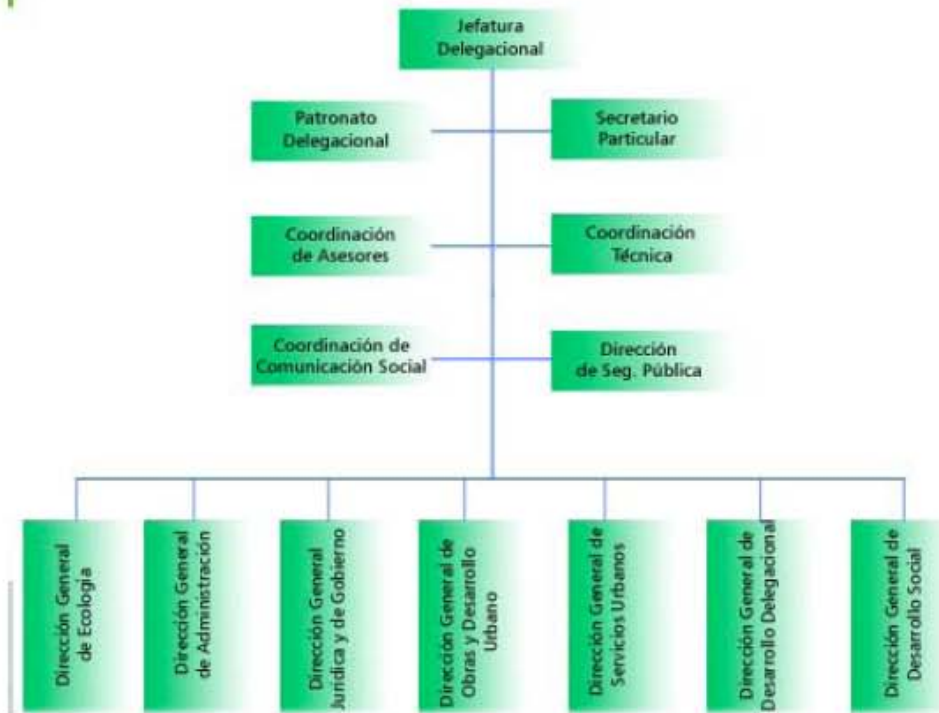 Jefatura
Delegacional
Patronato
Delegacional
Secretario
Particular
Coordinación
de Asesores
Coordinación
Técnica
Coordinación de
Comunicación Social
Dirección
de Seg. Pública
Dirección General
de Ecología
Dirección General
de Administración
Dirección General
Jurídica y de Gobierno
Dirección General de
Obras y Desarrollo
Urbano
Dirección General de
Servicios Urbanos
Dirección General de
Desarrollo Delegacional
Dirección General de
Desarrollo Social